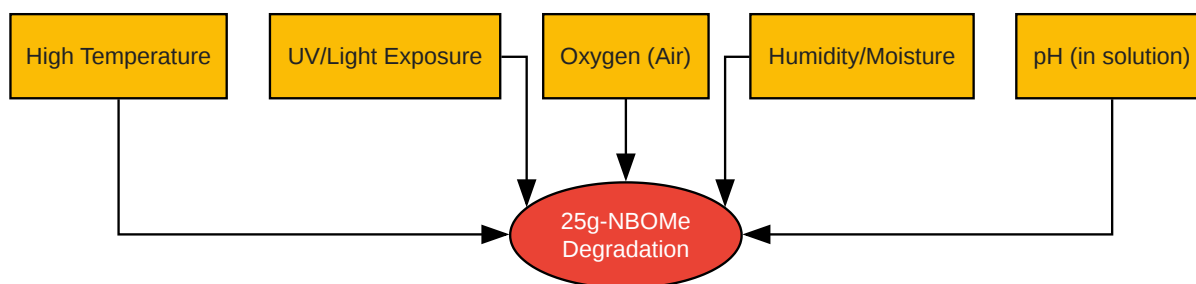 High Temperature
UV/Light Exposure
Oxygen (Air)
Humidity/Moisture
pH (in solution)
25g-NBOMe
Degradation